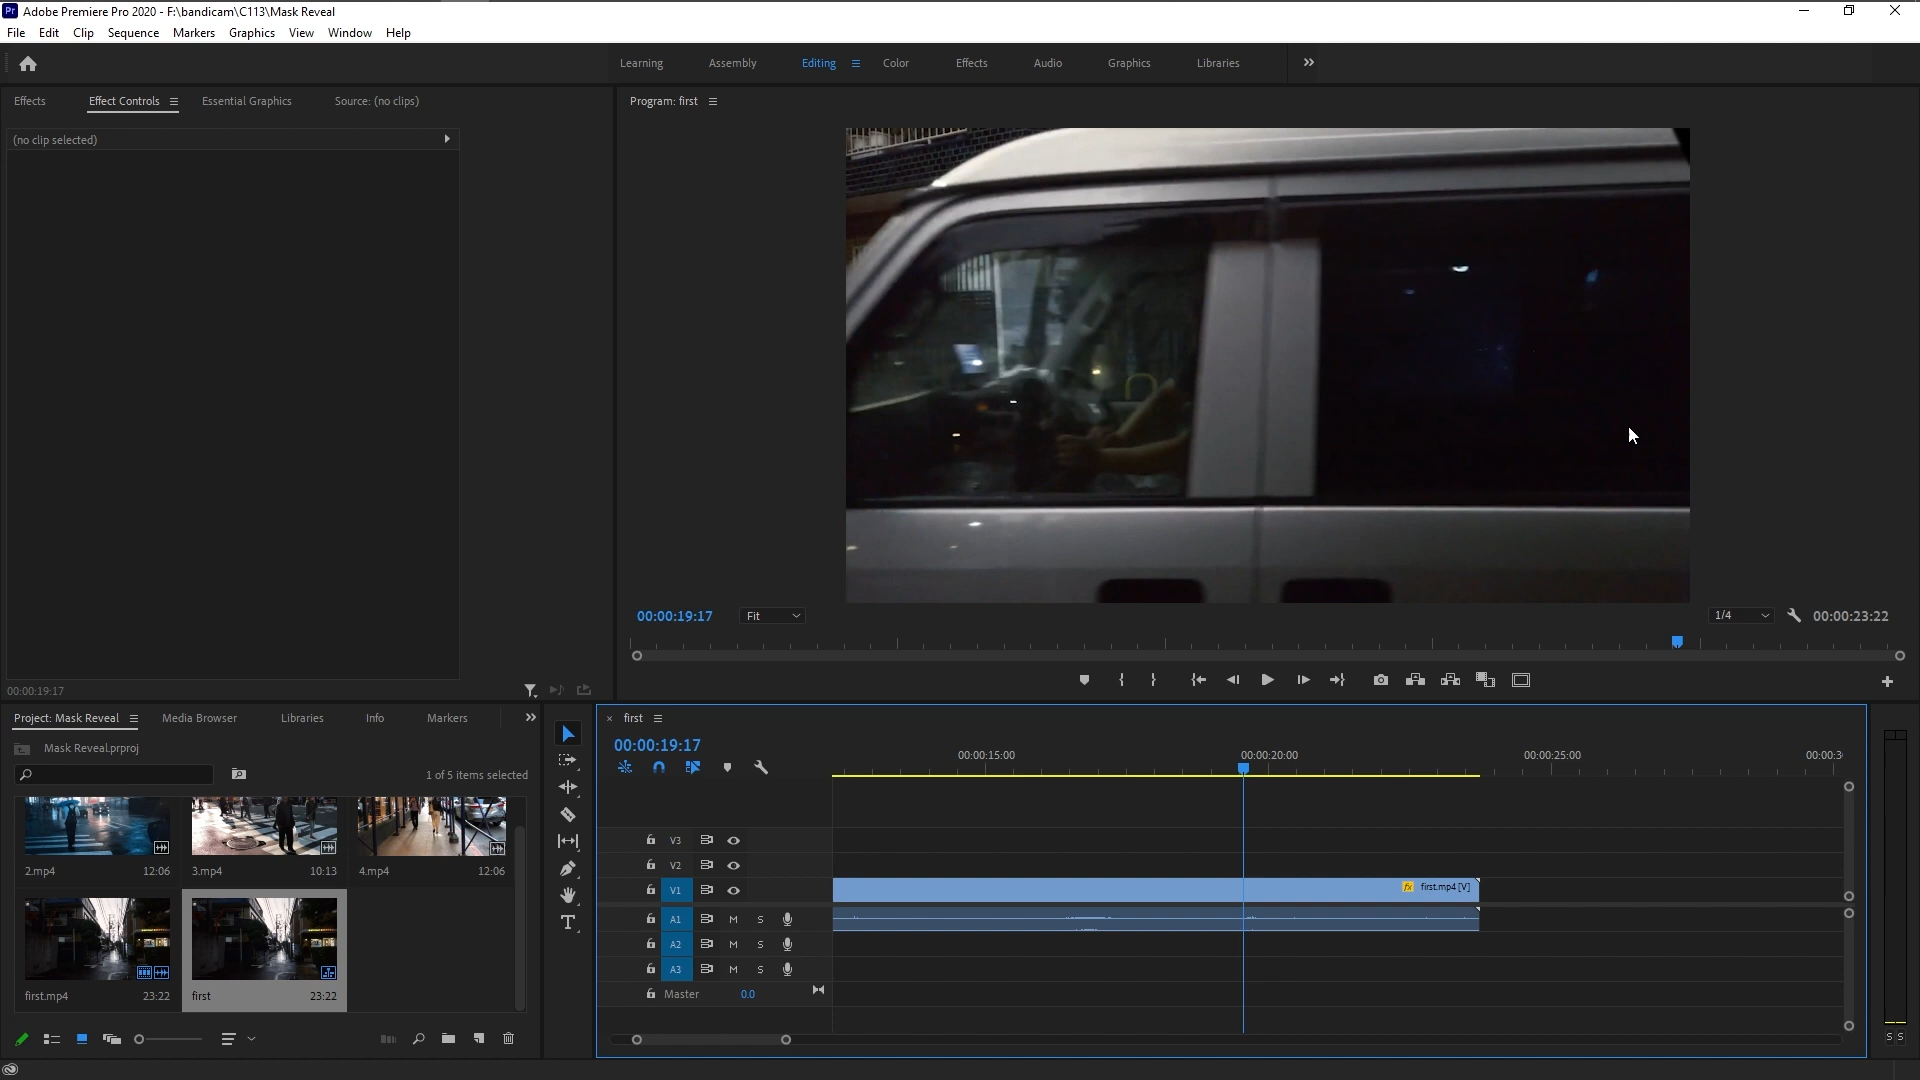 Pr Adobe Premiere Pro 2020 - F:\bandicam\C113\Mask Reveal
File Edit Clip Sequence Markers Graphics View Window Help
Learning Assembly Editing Color Effects Audio Graphics Libraries
Effects Effect Controls Essential Graphics Source: (no clips)
Program: first
(no clip selected)
00:00:19:17 Fit 1/4 00:00:23:22
00:00:19:17
Project: Mask Reveal Media Browser Libraries Info Markers
Mask Reveal.prproj
1 of 5 items selected
2.mp4 12:06 3.mp4 10:13 4.mp4 12:06
first.mp4 23:22 first 23:22
first
00:00:19:17
00:00:15:00 00:00:20:00 00:00:25:00 00:00:3
V3
V2
V1 fx first.mp4 [V]
A1 M S
A2 M S
A3 M S
Master 0.0
S S